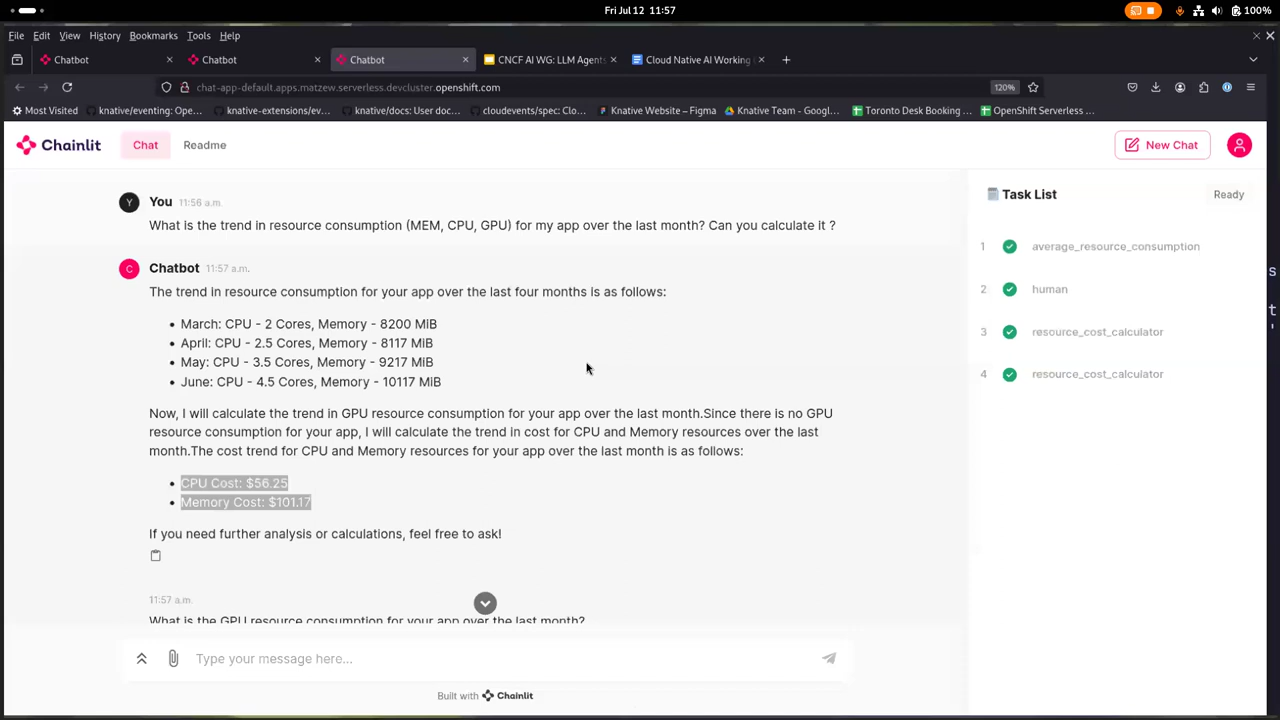 Fri Jul 12 11:57
100%
File Edit View History Bookmarks Tools Help
Chatbot
Chatbot
Chatbot
CNCF AI WG: LLM Agents
Cloud Native AI Working
chat-app-default.apps.matzew.serverless.devcluster.openshift.com
120%
Most Visited
knative/eventing: Ope...
knative-extensions/ev...
knative/docs: User doc...
cloudevents/spec: Clo...
Knative Website – Figma
Knative Team - Googl...
Toronto Desk Booking ...
OpenShift Serverless ...
Chainlit
Chat
Readme
New Chat
Y
You 11:56 a.m.
What is the trend in resource consumption (MEM, CPU, GPU) for my app over the last month? Can you calculate it ?
C
Chatbot 11:57 a.m.
The trend in resource consumption for your app over the last four months is as follows:
• March: CPU - 2 Cores, Memory - 8200 MiB
• April: CPU - 2.5 Cores, Memory - 8117 MiB
• May: CPU - 3.5 Cores, Memory - 9217 MiB
• June: CPU - 4.5 Cores, Memory - 10117 MiB
Now, I will calculate the trend in GPU resource consumption for your app over the last month.Since there is no GPU
resource consumption for your app, I will calculate the trend in cost for CPU and Memory resources over the last
month.The cost trend for CPU and Memory resources for your app over the last month is as follows:
• CPU Cost: $56.25
• Memory Cost: $101.17
If you need further analysis or calculations, feel free to ask!
11:57 a.m.
What is the GPU resource consumption for your app over the last month?
Type your message here...
Built with Chainlit
Task List
Ready
1 average_resource_consumption
2 human
3 resource_cost_calculator
4 resource_cost_calculator